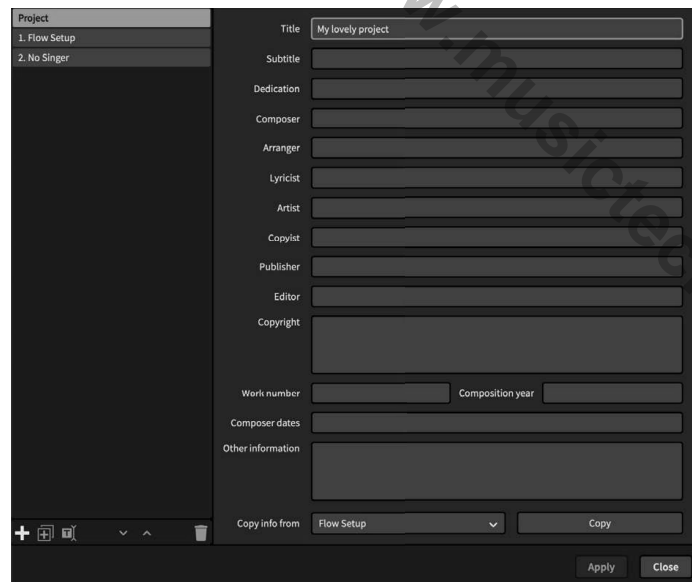 Project
1. Flow Setup
2. No Singer
Title My lovely project
Subtitle
Dedication
Composer
Arranger
Lyricist
Artist
Copyist
Publisher
Editor
Copyright
Work number Composition year
Composer dates
Other information
Copy info from Flow Setup Copy
Apply Close
w.musictec